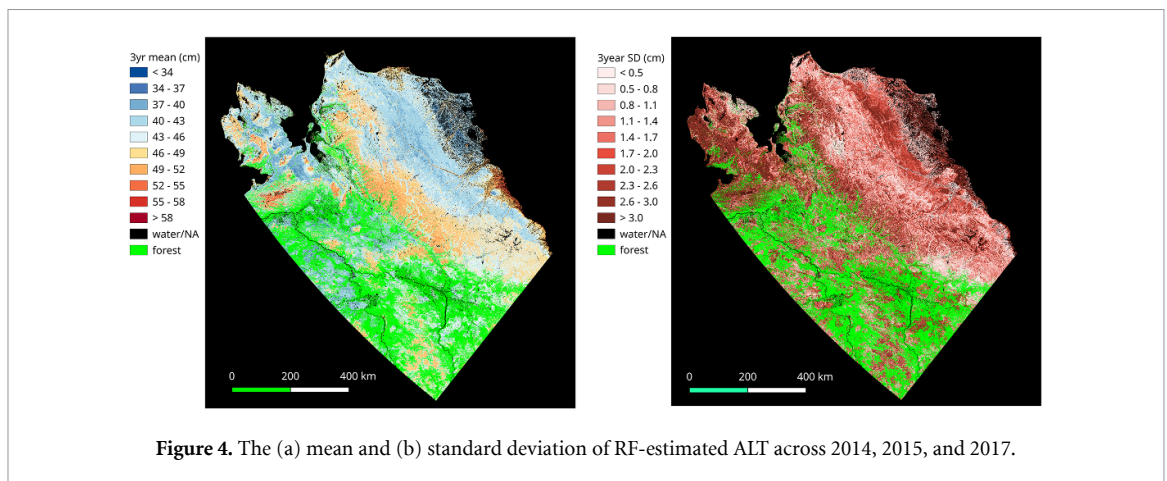 3yr mean (cm)
< 34
34 - 37
37 - 40
40 - 43
43 - 46
46 - 49
49 - 52
52 - 55
55 - 58
> 58
water/NA
forest
0 200 400 km
3year SD (cm)
< 0.5
0.5 - 0.8
0.8 - 1.1
1.1 - 1.4
1.4 - 1.7
1.7 - 2.0
2.0 - 2.3
2.3 - 2.6
2.6 - 3.0
> 3.0
water/NA
forest
0 200 400 km
Figure 4. The (a) mean and (b) standard deviation of RF-estimated ALT across 2014, 2015, and 2017.